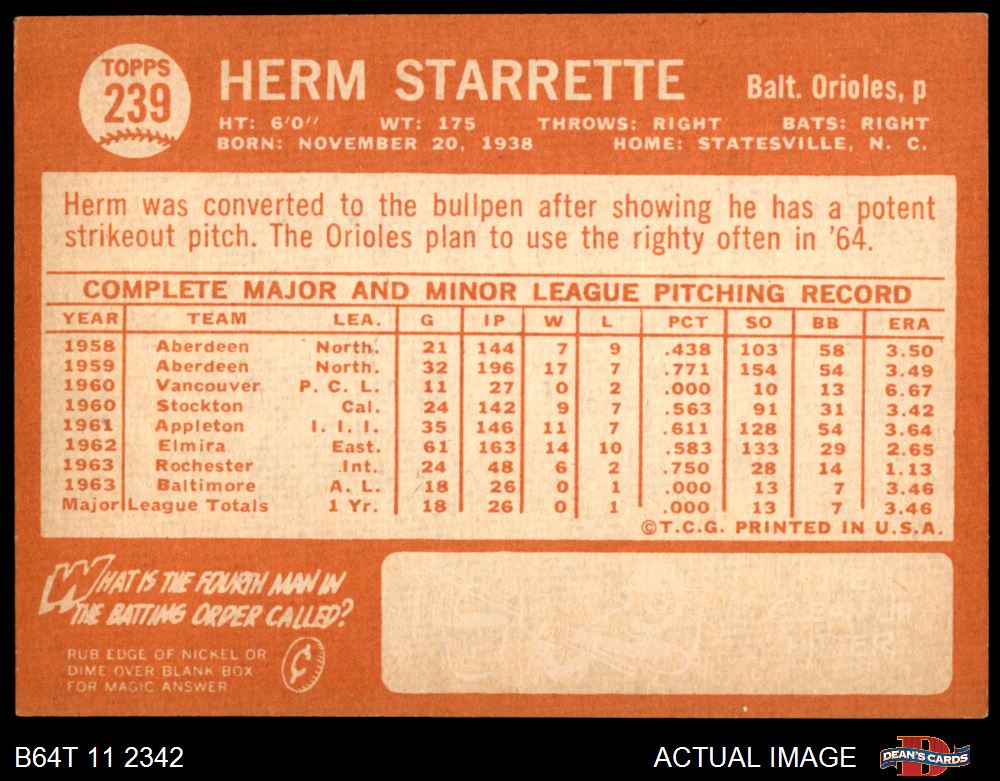 TOPPS
239
HERM STARRETTE Balt. Orioles, p
HT: 6'0" WT: 175 THROWS: RIGHT BATS: RIGHT
BORN: NOVEMBER 20, 1938 HOME: STATESVILLE, N. C.
Herm was converted to the bullpen after showing he has a potent
strikeout pitch. The Orioles plan to use the righty often in '64.
COMPLETE MAJOR AND MINOR LEAGUE PITCHING RECORD
YEAR TEAM LEA. G IP W L PCT SO BB ERA
1958 Aberdeen North. 21 144 7 9 .438 103 58 3.50
1959 Aberdeen North. 32 196 17 7 .771 154 54 3.49
1960 Vancouver P. C. L. 11 27 0 2 .000 10 13 6.67
1960 Stockton Cal. 24 142 9 7 .563 91 31 3.42
1961 Appleton I. I. I. 35 146 11 7 .611 128 54 3.64
1962 Elmira East. 61 163 14 10 .583 133 29 2.65
1963 Rochester Int. 24 48 6 2 .750 28 14 1.13
1963 Baltimore A. L. 18 26 0 1 .000 13 7 3.46
Major League Totals 1 Yr. 18 26 0 1 .000 13 7 3.46
©T.C.G. PRINTED IN U.S.A.
WHAT IS THE FOURTH MAN IN
THE BATTING ORDER CALLED?
RUB EDGE OF NICKEL OR
DIME OVER BLANK BOX
FOR MAGIC ANSWER
HITTER
B64T 11 2342 ACTUAL IMAGE DEAN'S CARDS